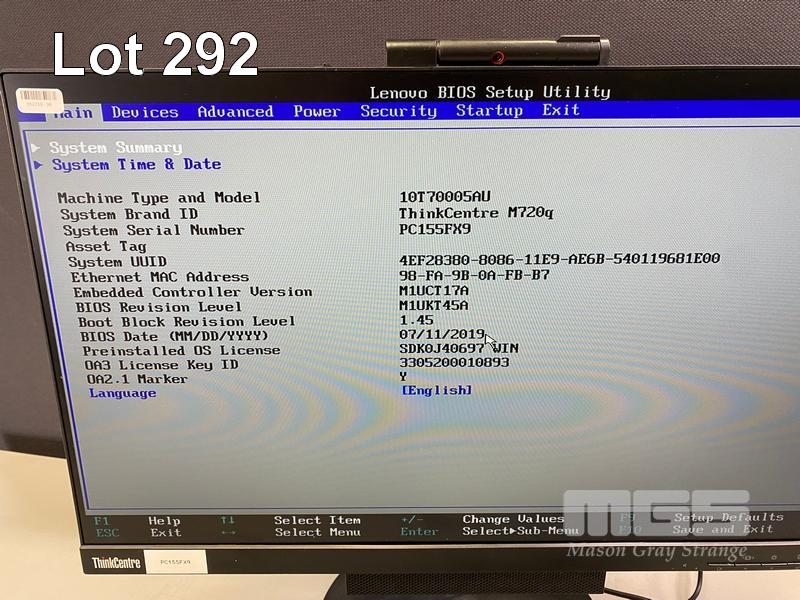 Lot 292
Lenovo BIOS Setup Utility
Main Devices Advanced Power Security Startup Exit
▶ System Summary
▶ System Time & Date
Machine Type and Model 10T70005AU
System Brand ID ThinkCentre M720q
System Serial Number PC155FX9
Asset Tag
System UUID 4EF28380-8086-11E9-AE6B-540119681E00
Ethernet MAC Address 98-FA-9B-0A-FB-B7
Embedded Controller Version M1UCT17A
BIOS Revision Level M1UKT45A
Boot Block Revision Level 1.45
BIOS Date (MM/DD/YYYY) 07/11/2019
Preinstalled OS License SDK0J40697 WIN
OA3 License Key ID 3305200010893
OA2.1 Marker Y
Language [English]
F1 Help ↑↓ Select Item +/- Change Values F9 Setup Defaults
ESC Exit ↔ Select Menu Enter Select▶Sub-Menu F10 Save and Exit
MGS
Mason Gray Strange
ThinkCentre PC155FX9